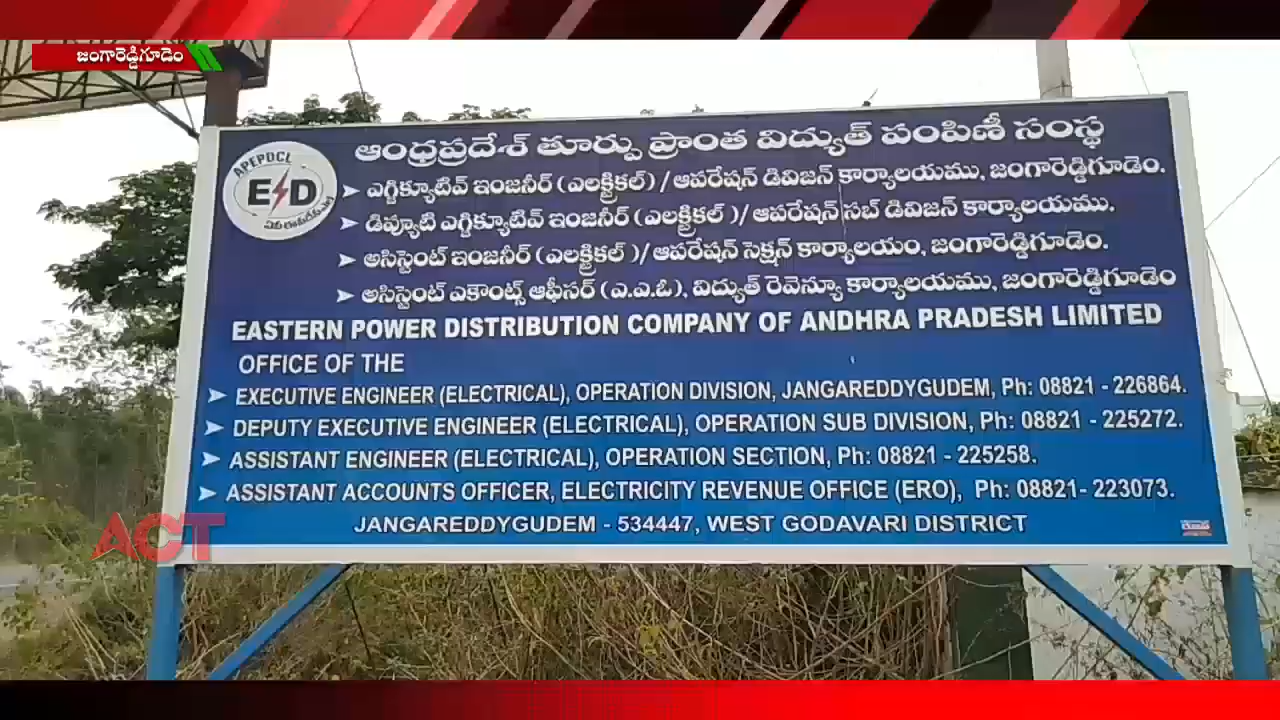 జంగారెడ్డిగూడెం
APEPDCL
E D
ఆంధ్రప్రదేశ్ తూర్పు ప్రాంత విద్యుత్ పంపిణీ సంస్థ
➤ ఎగ్జిక్యూటివ్ ఇంజనీర్ (ఎలక్ట్రికల్) / ఆపరేషన్ డివిజన్ కార్యాలయము, జంగారెడ్డిగూడెం.
➤ డిప్యూటి ఎగ్జిక్యూటివ్ ఇంజనీర్ (ఎలక్ట్రికల్ )/ ఆపరేషన్ సబ్ డివిజన్ కార్యాలయము.
➤ అసిస్టెంట్ ఇంజనీర్ (ఎలక్ట్రికల్ )/ ఆపరేషన్ సెక్షన్ కార్యాలయం, జంగారెడ్డిగూడెం.
➤ అసిస్టెంట్ ఎకాంట్స్ ఆఫీసర్ (ఎ.ఎ.ఓ), విద్యుత్ రెవెన్యూ కార్యాలయము, జంగారెడ్డిగూడెం
EASTERN POWER DISTRIBUTION COMPANY OF ANDHRA PRADESH LIMITED
OFFICE OF THE
➤ EXECUTIVE ENGINEER (ELECTRICAL), OPERATION DIVISION, JANGAREDDYGUDEM, Ph: 08821 - 226864.
➤ DEPUTY EXECUTIVE ENGINEER (ELECTRICAL), OPERATION SUB DIVISION, Ph: 08821 - 225272.
➤ ASSISTANT ENGINEER (ELECTRICAL), OPERATION SECTION, Ph: 08821 - 225258.
➤ ASSISTANT ACCOUNTS OFFICER, ELECTRICITY REVENUE OFFICE (ERO), Ph: 08821- 223073.
JANGAREDDYGUDEM - 534447, WEST GODAVARI DISTRICT
ACT